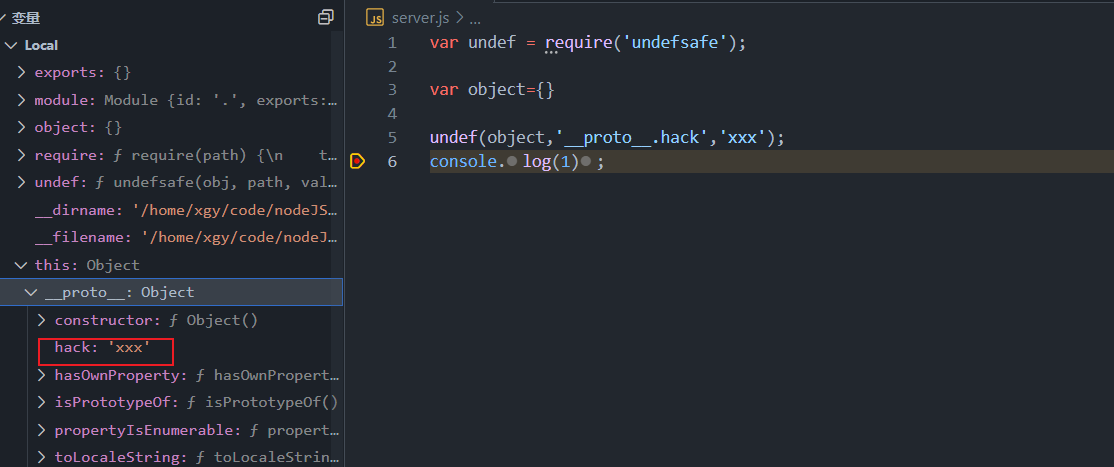 变量
Local
exports: {}
module: Module {id: '.', exports:…
object: {}
require: ƒ require(path) {\n    t…
undef: ƒ undefsafe(obj, path, val…
__dirname: '/home/xgy/code/nodeJS…
__filename: '/home/xgy/code/nodeJ…
this: Object
__proto__: Object
constructor: ƒ Object()
hack: 'xxx'
hasOwnProperty: ƒ hasOwnPropert…
isPrototypeOf: ƒ isPrototypeOf()
propertyIsEnumerable: ƒ propert…
toLocaleString: ƒ toLocaleStrin…
JS server.js > ...
1 var undef = require('undefsafe');
2
3 var object={}
4
5 undef(object,'__proto__.hack','xxx');
6 console. log(1) ;